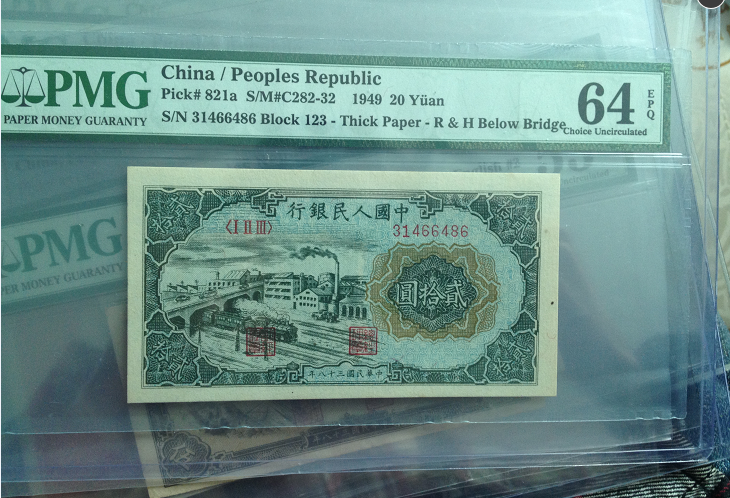 PMG
PAPER MONEY GUARANTY
China / Peoples Republic
Pick# 821a S/M#C282-32 1949 20 Yüan
S/N 31466486 Block 123 - Thick Paper - R & H Below Bridge
64
EPQ
Choice Uncirculated
行銀民人國中
〈I II III〉
31466486
圓拾貳
年八十三國民華中
PMG
PER MONEY GUARANTY